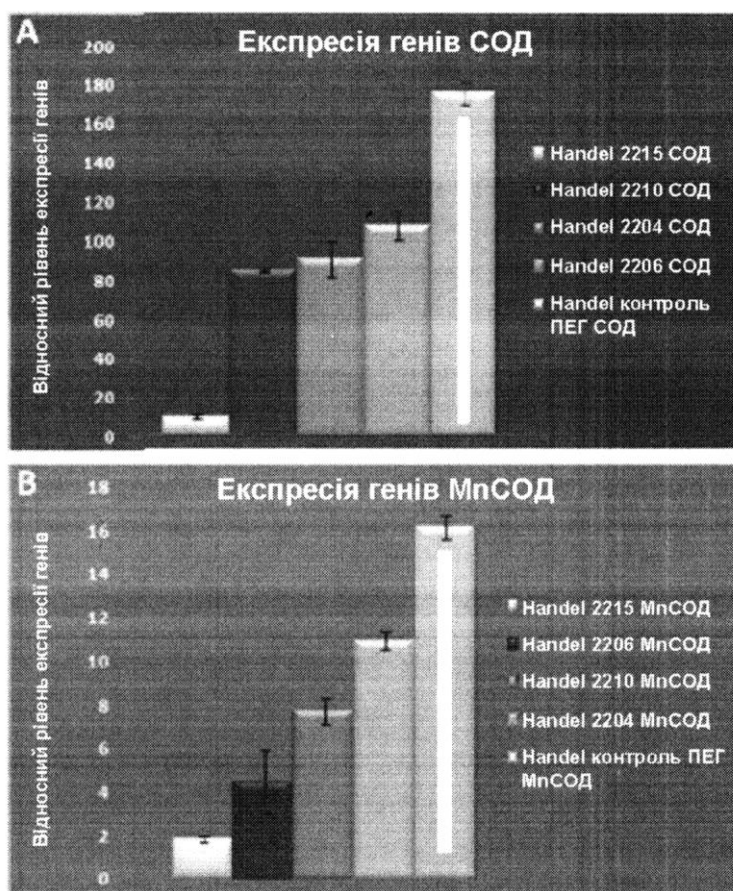 A
Експресія генів СОД
Відносний рівень експресії генів
200
180
160
140
120
100
80
60
40
20
0
Handel 2215 СОД
Handel 2210 СОД
Handel 2204 СОД
Handel 2206 СОД
Handel контроль
ПЕГ СОД
B
Експресія генів MnСОД
Відносний рівень експресії генів
18
16
14
12
10
8
6
4
2
0
Handel 2215 MnСОД
Handel 2206 MnСОД
Handel 2210 MnСОД
Handel 2204 MnСОД
Handel контроль ПЕГ
MnСОД